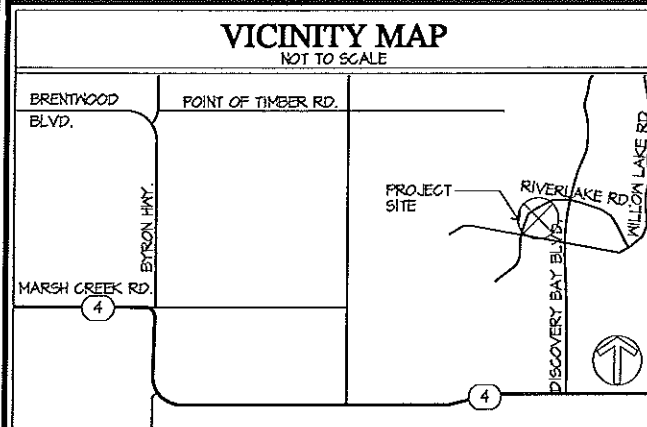 VICINITY MAP
NOT TO SCALE
BRENTWOOD
BLVD.
POINT OF TIMBER RD.
BYRON HWY.
PROJECT
SITE
RIVERLAKE RD.
WILLOW LAKE RD.
MARSH CREEK RD.
4
DISCOVERY BAY BLVD.
4